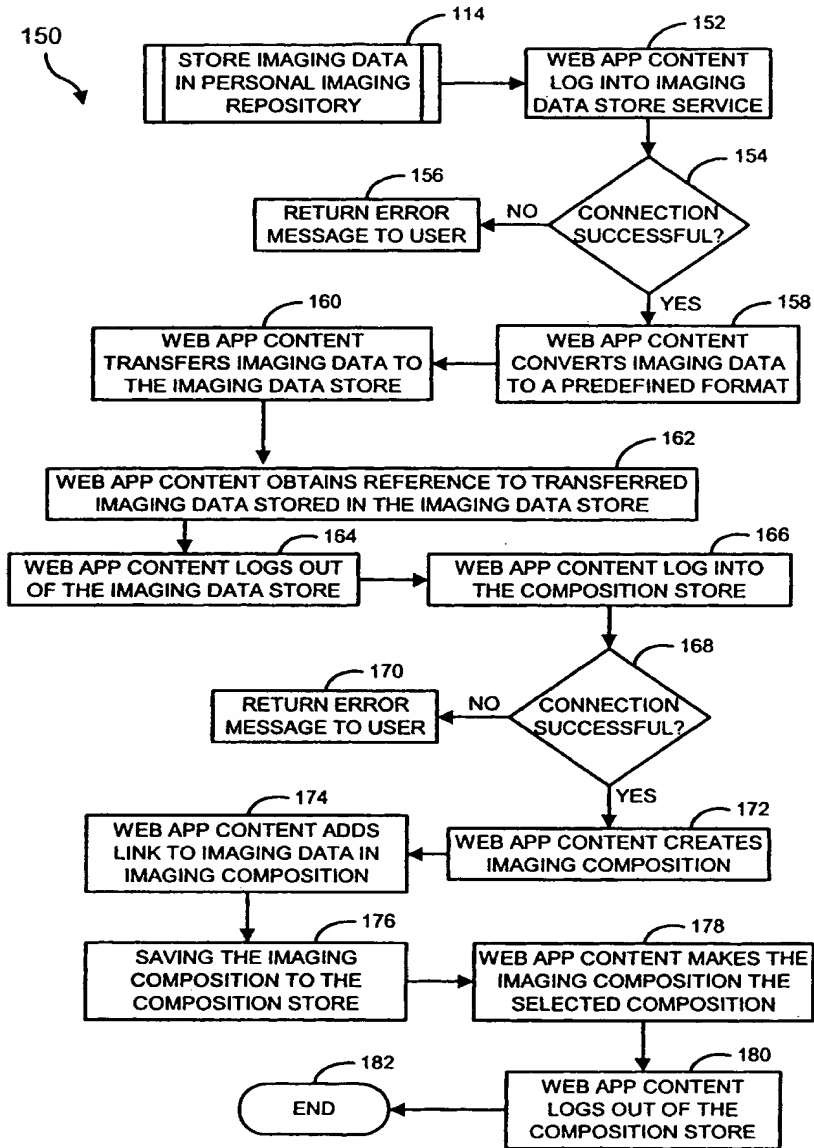 150
114
STORE IMAGING DATA
IN PERSONAL IMAGING
REPOSITORY
152
WEB APP CONTENT
LOG INTO IMAGING
DATA STORE SERVICE
154
CONNECTION
SUCCESSFUL?
NO
156
RETURN ERROR
MESSAGE TO USER
YES
158
WEB APP CONTENT
CONVERTS IMAGING DATA
TO A PREDEFINED FORMAT
160
WEB APP CONTENT
TRANSFERS IMAGING DATA TO
THE IMAGING DATA STORE
162
WEB APP CONTENT OBTAINS REFERENCE TO TRANSFERRED
IMAGING DATA STORED IN THE IMAGING DATA STORE
164
WEB APP CONTENT LOGS OUT
OF THE IMAGING DATA STORE
166
WEB APP CONTENT LOG INTO
THE COMPOSITION STORE
168
CONNECTION
SUCCESSFUL?
NO
170
RETURN ERROR
MESSAGE TO USER
YES
172
WEB APP CONTENT CREATES
IMAGING COMPOSITION
174
WEB APP CONTENT ADDS
LINK TO IMAGING DATA IN
IMAGING COMPOSITION
176
SAVING THE IMAGING
COMPOSITION TO THE
COMPOSITION STORE
178
WEB APP CONTENT MAKES THE
IMAGING COMPOSITION THE
SELECTED COMPOSITION
180
WEB APP CONTENT
LOGS OUT OF THE
COMPOSITION STORE
182
END